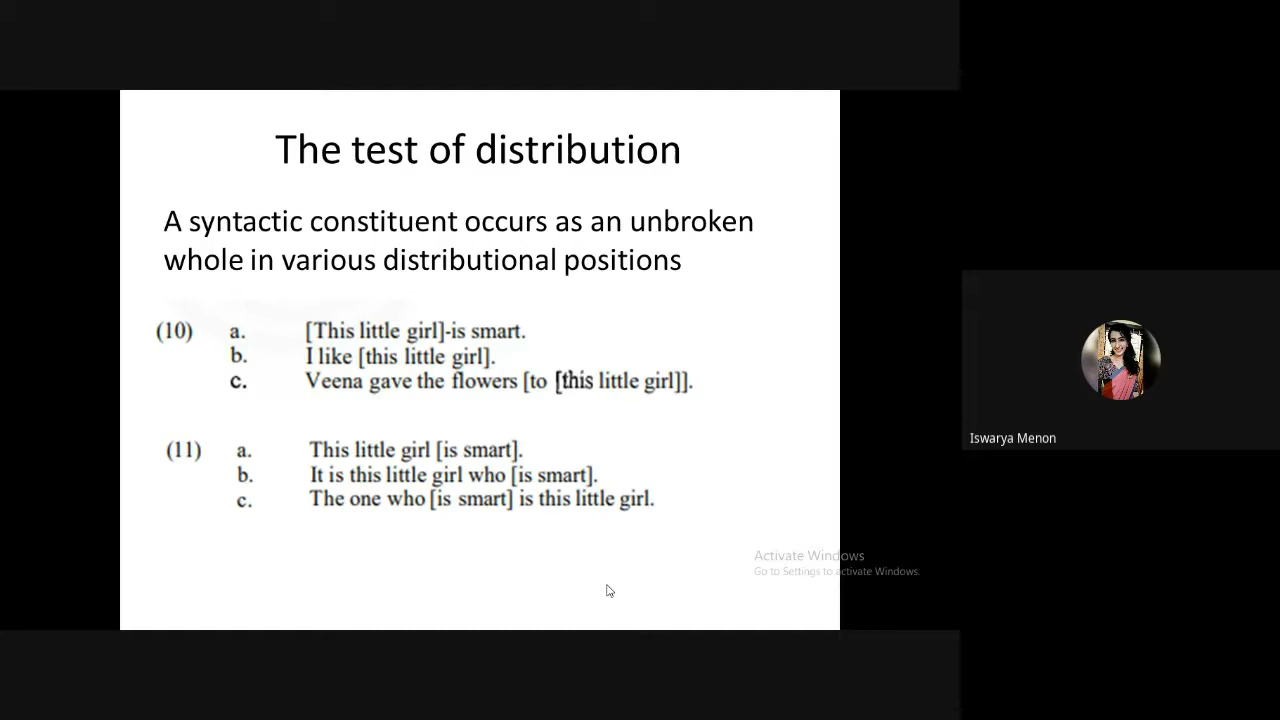 The test of distribution
A syntactic constituent occurs as an unbroken
whole in various distributional positions
(10) a. [This little girl]-is smart.
b. I like [this little girl].
c. Veena gave the flowers [to [this little girl]].
(11) a. This little girl [is smart].
b. It is this little girl who [is smart].
c. The one who [is smart] is this little girl.
Iswarya Menon
Activate Windows
Go to Settings to activate Windows.